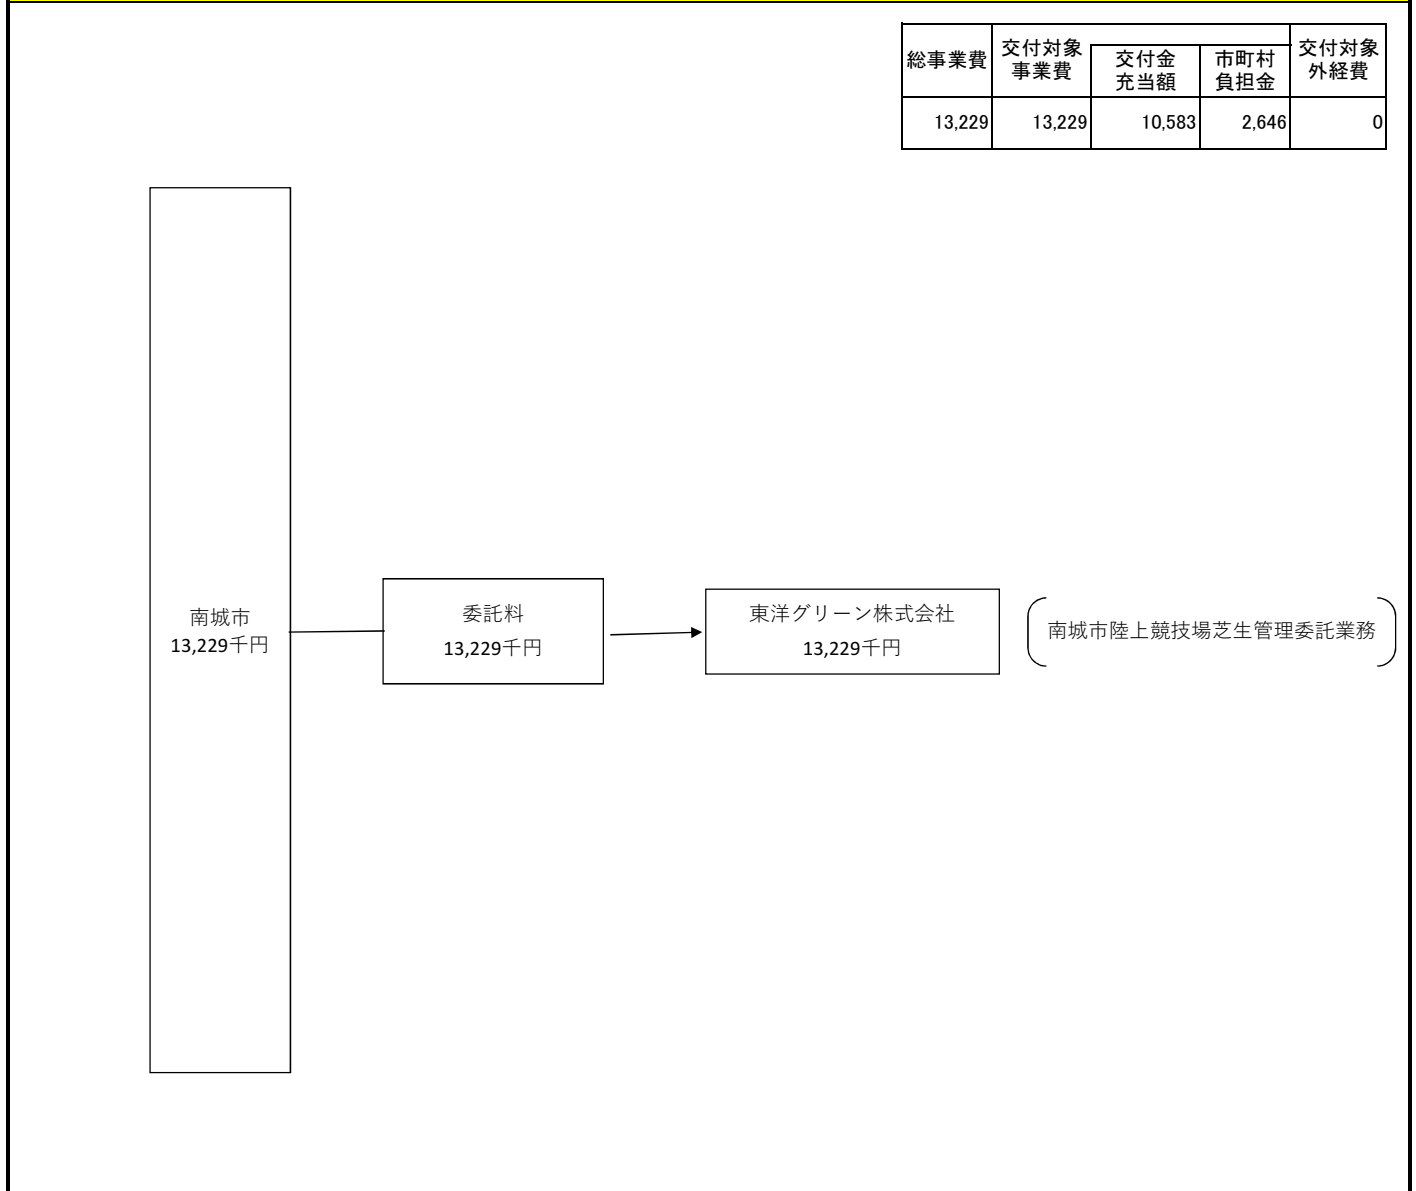 総事業費
交付対象
事業費
交付金
充当額
市町村
負担金
交付対象
外経費
13,229
13,229
10,583
2,646
0
南城市
13,229千円
委託料
13,229千円
東洋グリーン株式会社
13,229千円
南城市陸上競技場芝生管理委託業務